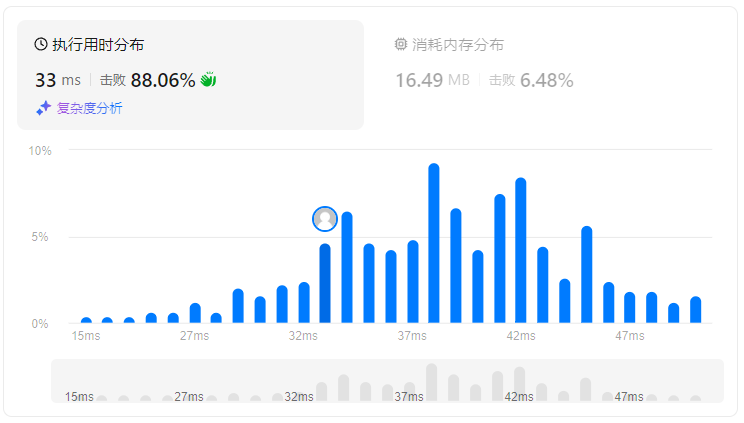 执行用时分布
33 ms 击败 88.06%
复杂度分析
消耗内存分布
16.49 MB 击败 6.48%
10%
5%
0%
15ms 27ms 32ms 37ms 42ms 47ms
15ms 27ms 32ms 37ms 42ms 47ms